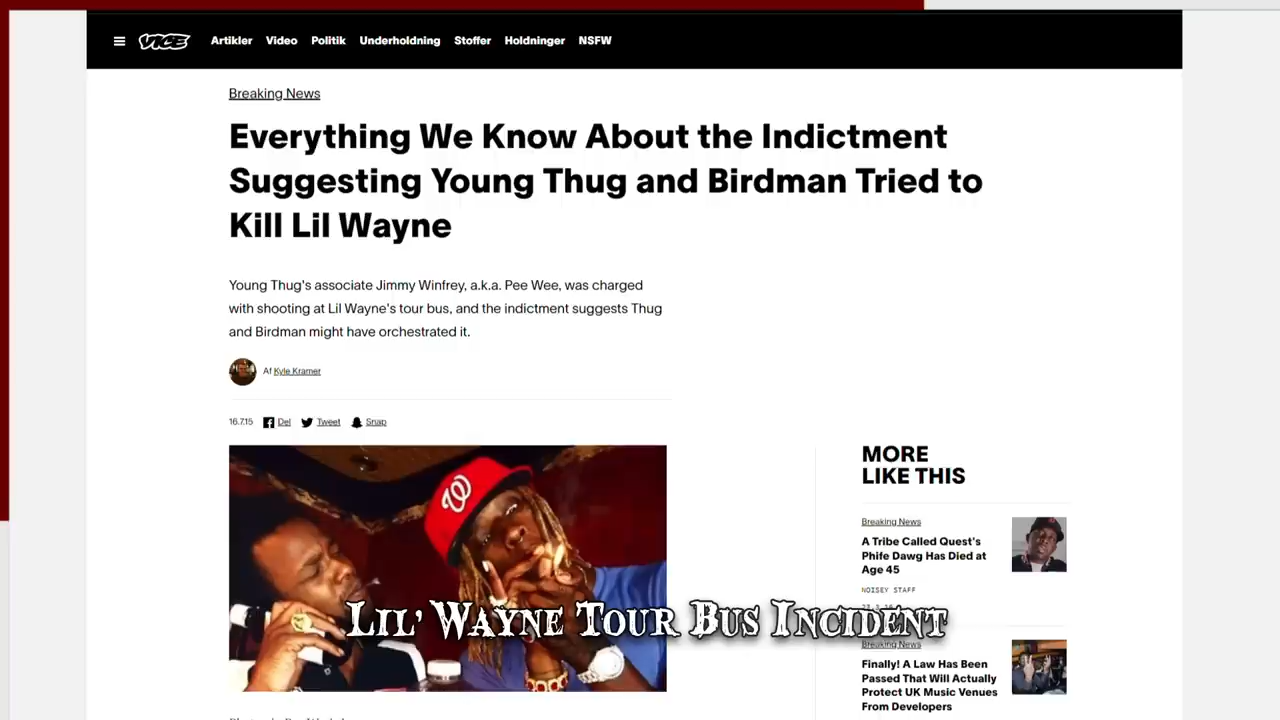 VICE
Artikler Video Politik Underholdning Stoffer Holdninger NSFW
Breaking News
Everything We Know About the Indictment
Suggesting Young Thug and Birdman Tried to
Kill Lil Wayne
Young Thug's associate Jimmy Winfrey, a.k.a. Pee Wee, was charged
with shooting at Lil Wayne's tour bus, and the indictment suggests Thug
and Birdman might have orchestrated it.
Af Kyle Kramer
16.7.15 Del Tweet Snap
W
LIL' WAYNE TOUR BUS INCIDENT
MORE
LIKE THIS
Breaking News
A Tribe Called Quest's
Phife Dawg Has Died at
Age 45
NOISEY STAFF
Breaking News
Finally! A Law Has Been
Passed That Will Actually
Protect UK Music Venues
From Developers